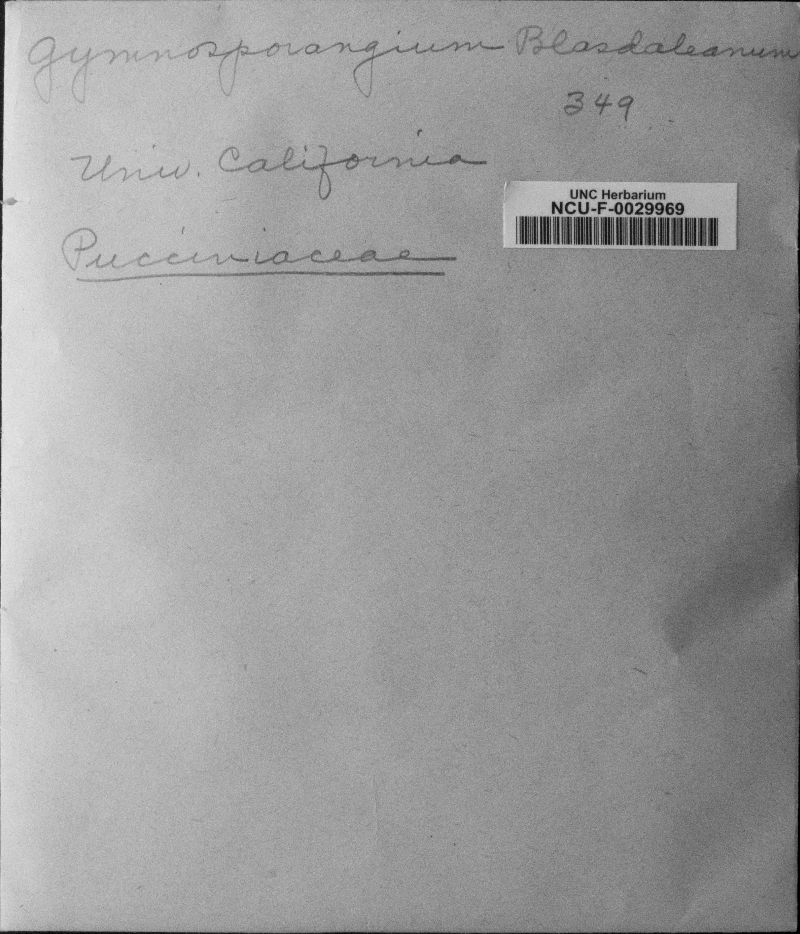 Gymnosporangium Blasdaleanum
349
Univ. California
UNC Herbarium
NCU-F-0029969
Pucciniaceae